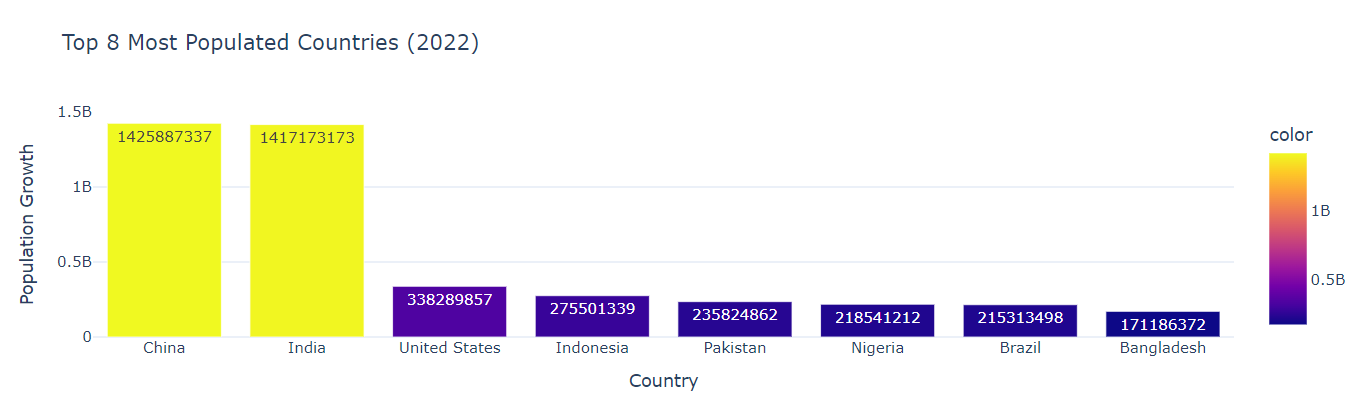 Top 8 Most Populated Countries (2022)
Population Growth
1.5B
1B
0.5B
0
1425887337
1417173173
338289857
275501339
235824862
218541212
215313498
171186372
China
India
United States
Indonesia
Pakistan
Nigeria
Brazil
Bangladesh
Country
color
1B
0.5B